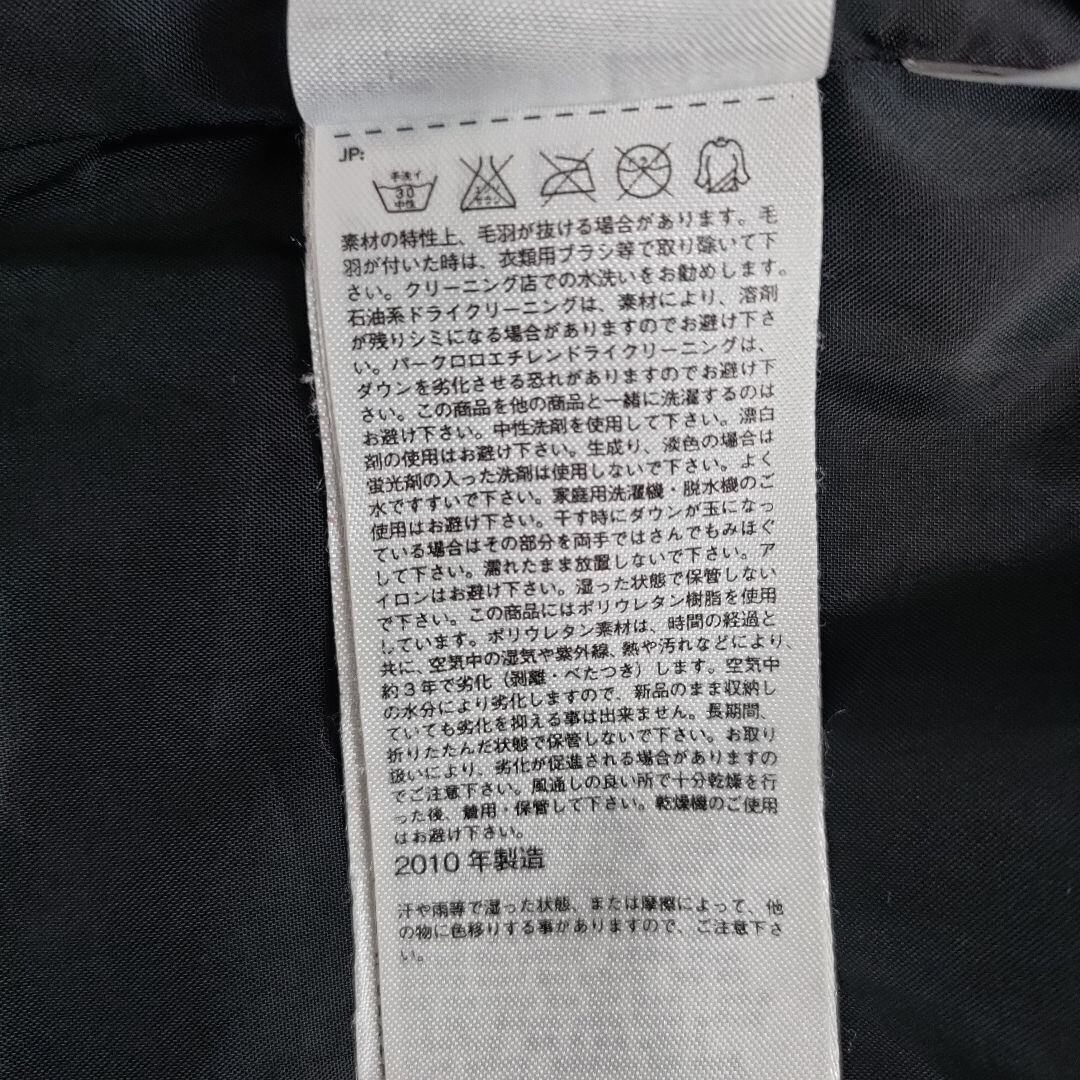 JP:
手洗イ
30
中性
エンソ
サラシ
素材の特性上、毛羽が抜ける場合があります。毛
羽が付いた時は、衣類用ブラシ等で取り除いて下
さい。クリーニング店での水洗いをお勧めします。
石油系ドライクリーニングは、素材により、溶剤
が残りシミになる場合がありますのでお避け下さ
い。パークロロエチレンドライクリーニングは、
ダウンを劣化させる恐れがありますのでお避け下
さい。この商品を他の商品と一緒に洗濯するのは
お避け下さい。中性洗剤を使用して下さい。漂白
剤の使用はお避け下さい。生成り、淡色の場合は
蛍光剤の入った洗剤は使用しないで下さい。よく
水ですすいで下さい。家庭用洗濯機・脱水機のご
使用はお避け下さい。干す時にダウンが玉になっ
ている場合はその部分を両手ではさんでもみほぐ
して下さい。濡れたまま放置しないで下さい。ア
イロンはお避け下さい。湿った状態で保管しない
で下さい。この商品にはポリウレタン樹脂を使用
しています。ポリウレタン素材は、時間の経過と
共に、空気中の湿気や紫外線、熱や汚れなどにより、
約3年で劣化（剥離・べたつき）します。空気中
の水分により劣化しますので、新品のまま収納し
ていても劣化を抑える事は出来ません。長期間、
折りたたんだ状態で保管しないで下さい。お取り
扱いにより、劣化が促進される場合がありますの
でご注意下さい。風通しの良い所で十分乾燥を行
った後、着用・保管して下さい。乾燥機のご使用
はお避け下さい。
2010 年製造
汗や雨等で湿った状態、または摩擦によって、他
の物に色移りする事がありますので、ご注意下さ
い。